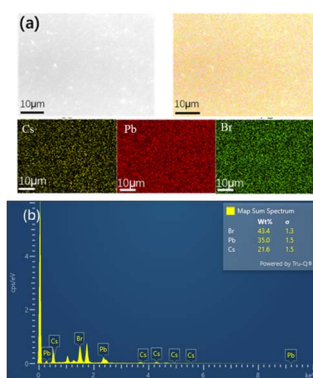 (a)
10μm
10μm
Cs
Pb
Br
10μm
10μm
10μm
(b)
Map Sum Spectrum
Wt%
σ
Br
43.4
1.3
Pb
35.0
1.5
Cs
21.6
1.5
Powered by Tru-Q®
cps/eV
4
2
0
Pb
Cs
Br
Pb
Cs
Cs
Cs
Cs
Pb
0
2
4
6
8